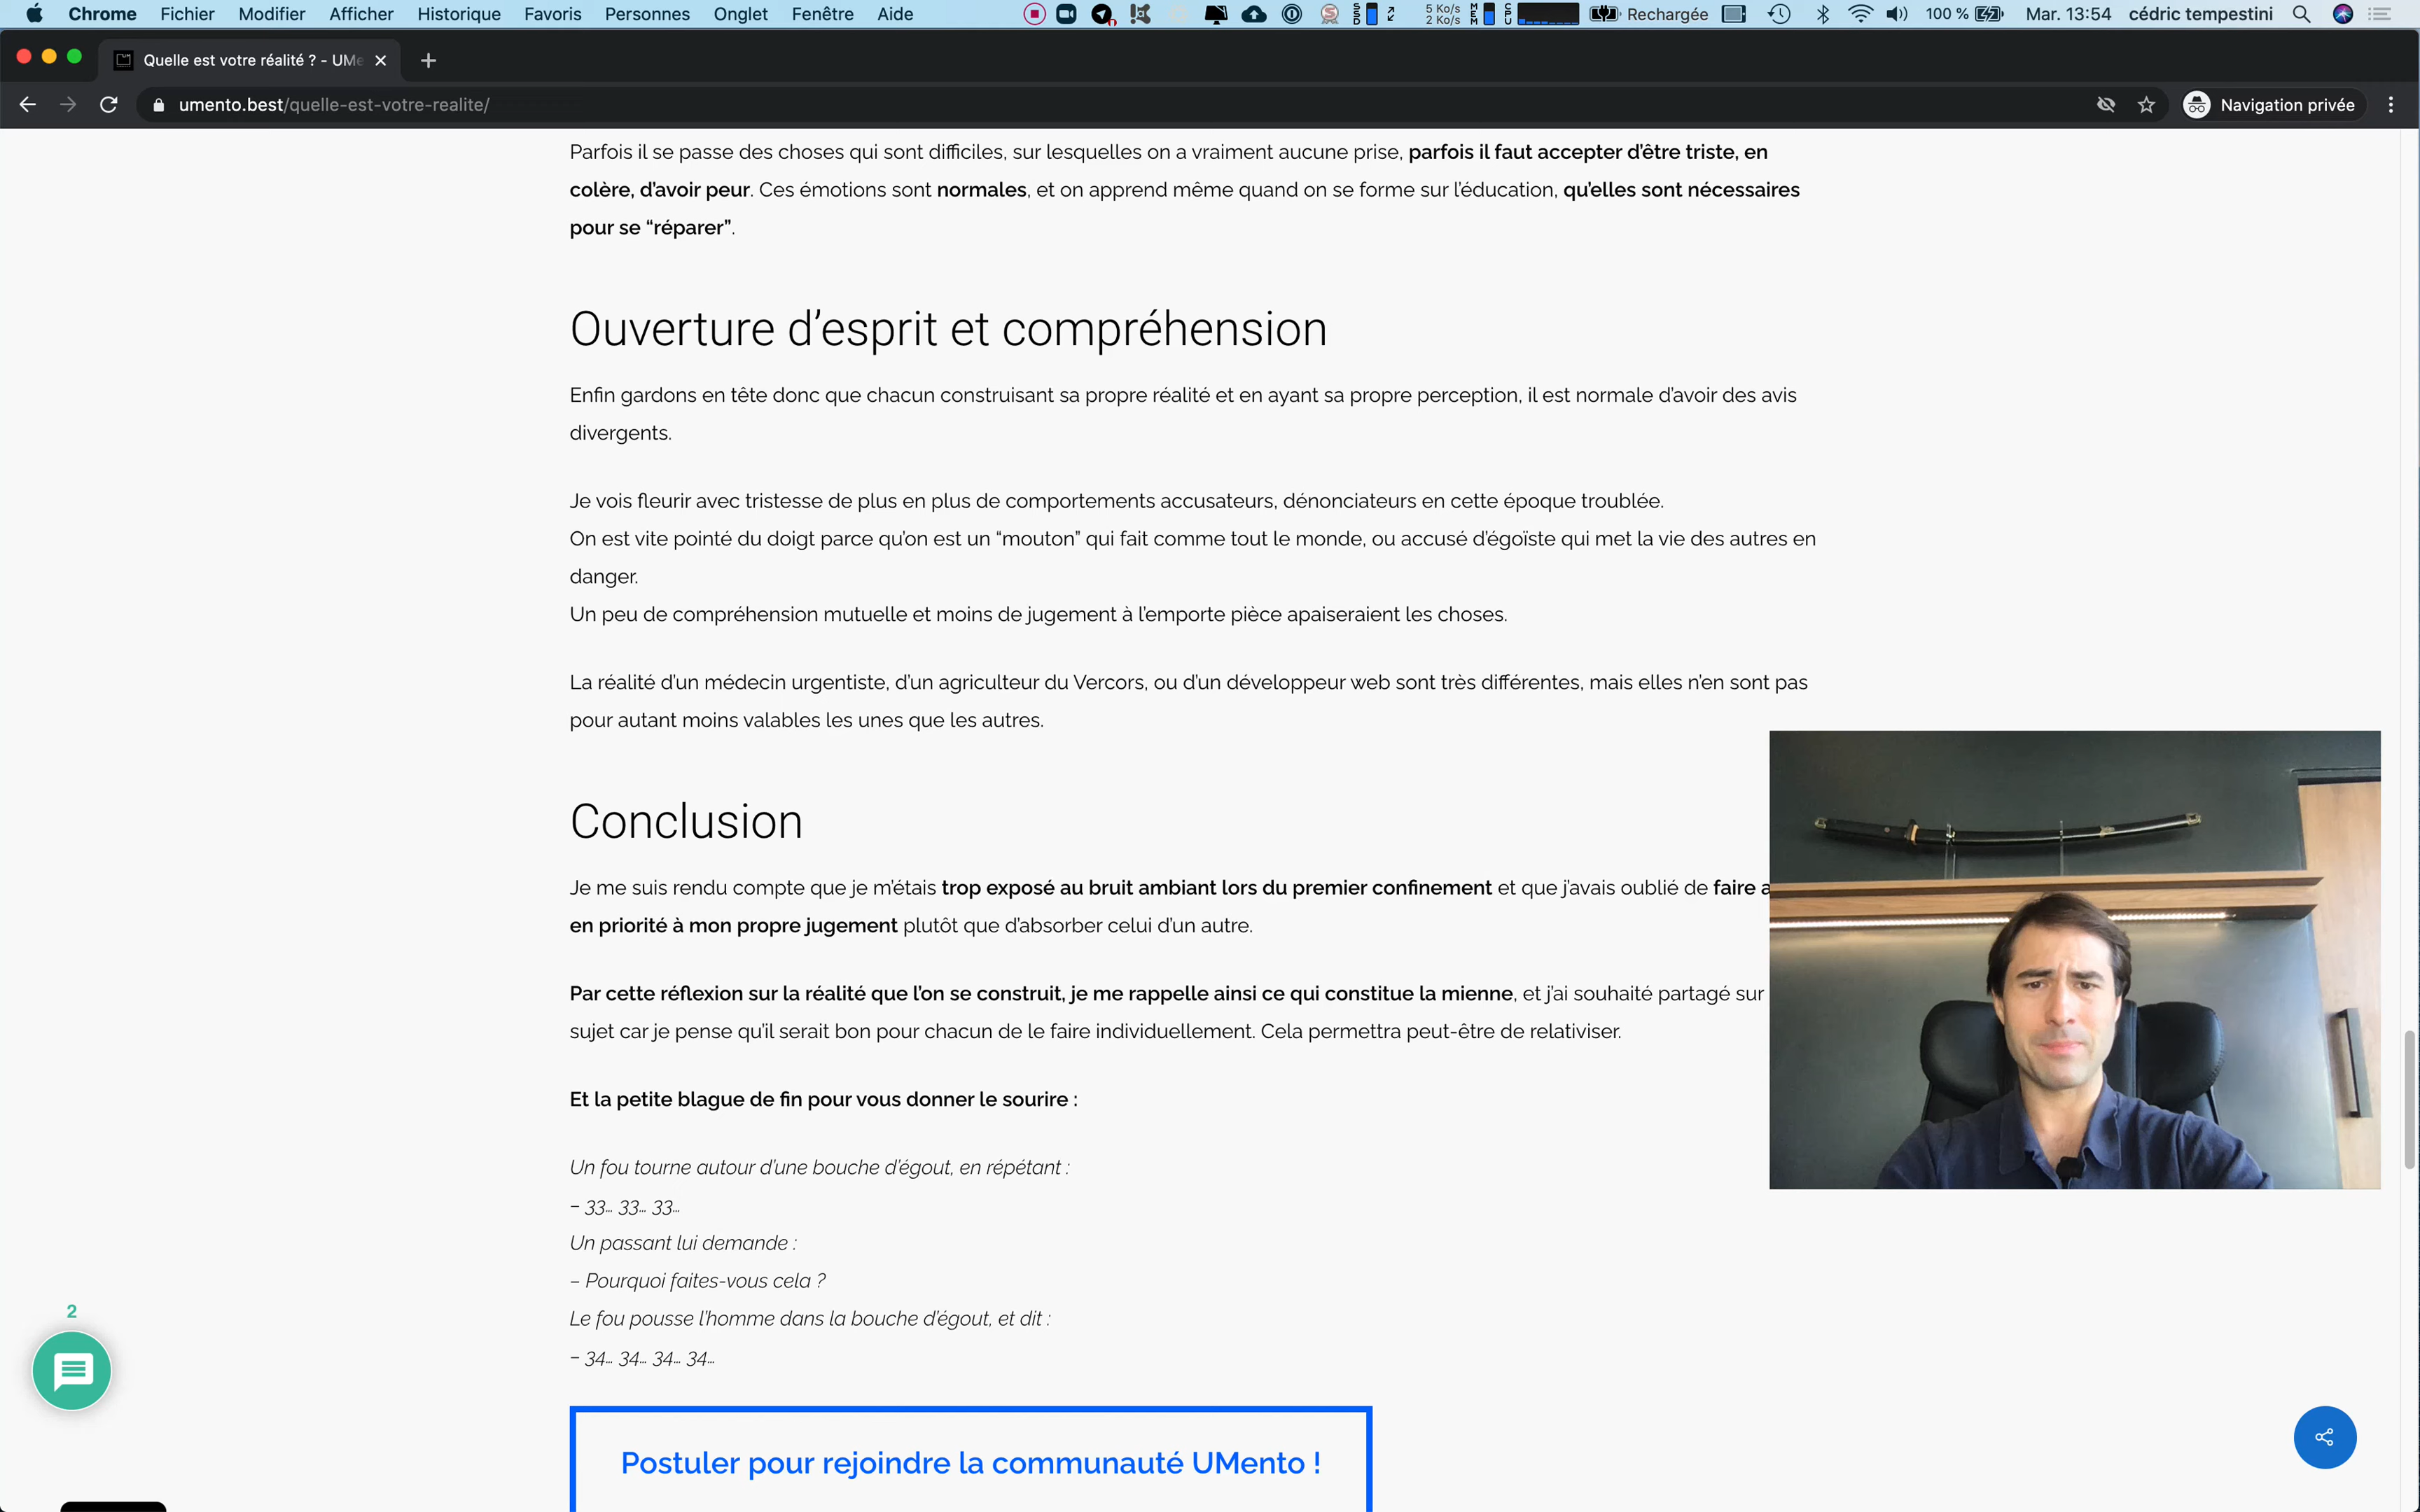 Chrome Fichier Modifier Afficher Historique Favoris Personnes Onglet Fenêtre Aide SSD 5 Ko/s 2 Ko/s MEM CPU Rechargée 100 % Mar. 13:54 cédric tempestini
Quelle est votre réalité ? - UMe
umento.best/quelle-est-votre-realite/ Navigation privée
Parfois il se passe des choses qui sont difficiles, sur lesquelles on a vraiment aucune prise, parfois il faut accepter d’être triste, en
colère, d’avoir peur. Ces émotions sont normales, et on apprend même quand on se forme sur l’éducation, qu’elles sont nécessaires
pour se “réparer”.
Ouverture d’esprit et compréhension
Enfin gardons en tête donc que chacun construisant sa propre réalité et en ayant sa propre perception, il est normale d’avoir des avis
divergents.
Je vois fleurir avec tristesse de plus en plus de comportements accusateurs, dénonciateurs en cette époque troublée.
On est vite pointé du doigt parce qu’on est un “mouton” qui fait comme tout le monde, ou accusé d’égoïste qui met la vie des autres en
danger.
Un peu de compréhension mutuelle et moins de jugement à l’emporte pièce apaiseraient les choses.
La réalité d’un médecin urgentiste, d’un agriculteur du Vercors, ou d’un développeur web sont très différentes, mais elles n’en sont pas
pour autant moins valables les unes que les autres.
Conclusion
Je me suis rendu compte que je m’étais trop exposé au bruit ambiant lors du premier confinement et que j’avais oublié de faire a
en priorité à mon propre jugement plutôt que d’absorber celui d’un autre.
Par cette réflexion sur la réalité que l’on se construit, je me rappelle ainsi ce qui constitue la mienne, et j’ai souhaité partagé sur
sujet car je pense qu’il serait bon pour chacun de le faire individuellement. Cela permettra peut-être de relativiser.
Et la petite blague de fin pour vous donner le sourire :
Un fou tourne autour d’une bouche d’égout, en répétant :
– 33… 33… 33…
Un passant lui demande :
– Pourquoi faites-vous cela ?
Le fou pousse l’homme dans la bouche d’égout, et dit :
– 34… 34… 34… 34…
2
Postuler pour rejoindre la communauté UMento !